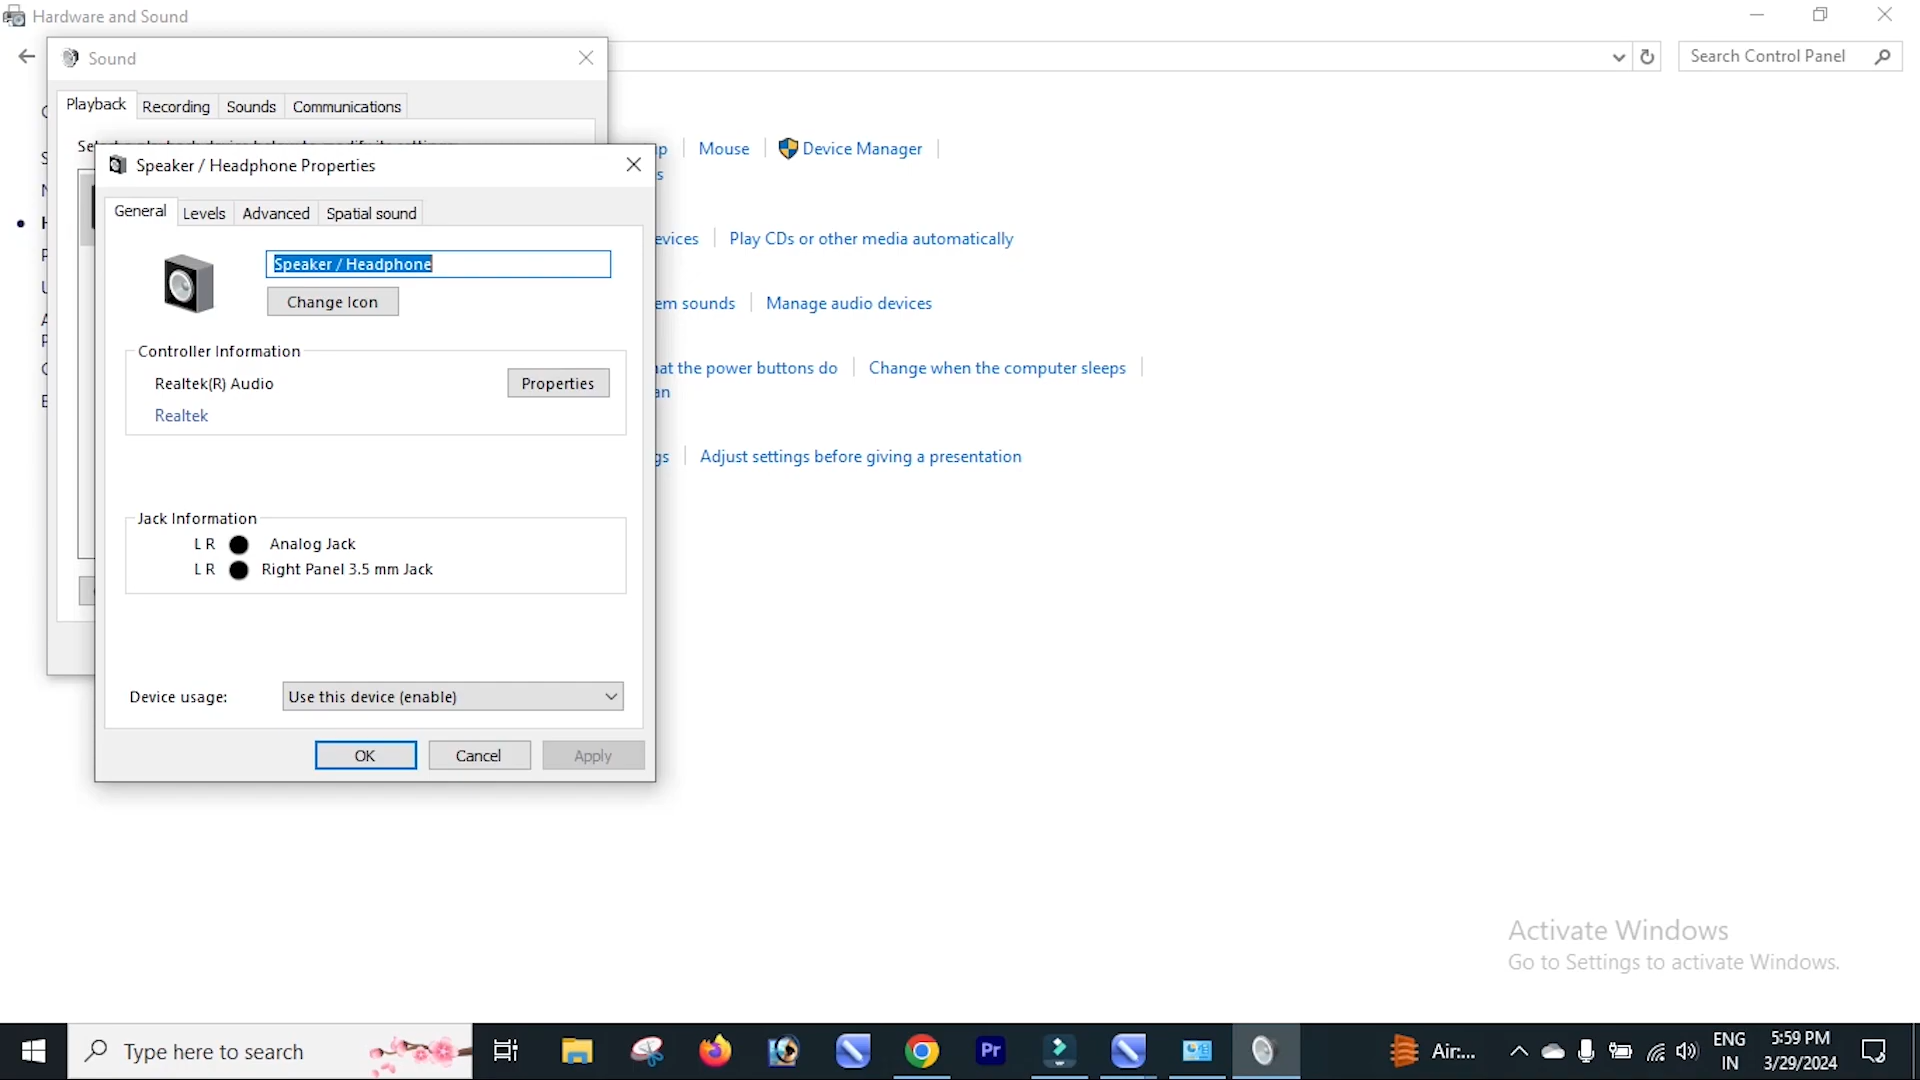 Hardware and Sound
Search Control Panel
Sound
Playback Recording Sounds Communications
Speaker / Headphone Properties
General Levels Advanced Spatial sound
Speaker / Headphone
Change Icon
Controller Information
Realtek(R) Audio Properties
Realtek
Jack Information
L R Analog Jack
L R Right Panel 3.5 mm Jack
Device usage: Use this device (enable)
OK Cancel Apply
Mouse Device Manager
evices Play CDs or other media automatically
em sounds Manage audio devices
hat the power buttons do Change when the computer sleeps
an
gs Adjust settings before giving a presentation
Activate Windows
Go to Settings to activate Windows.
Type here to search
Pr
Air:...
ENG
IN
5:59 PM
3/29/2024